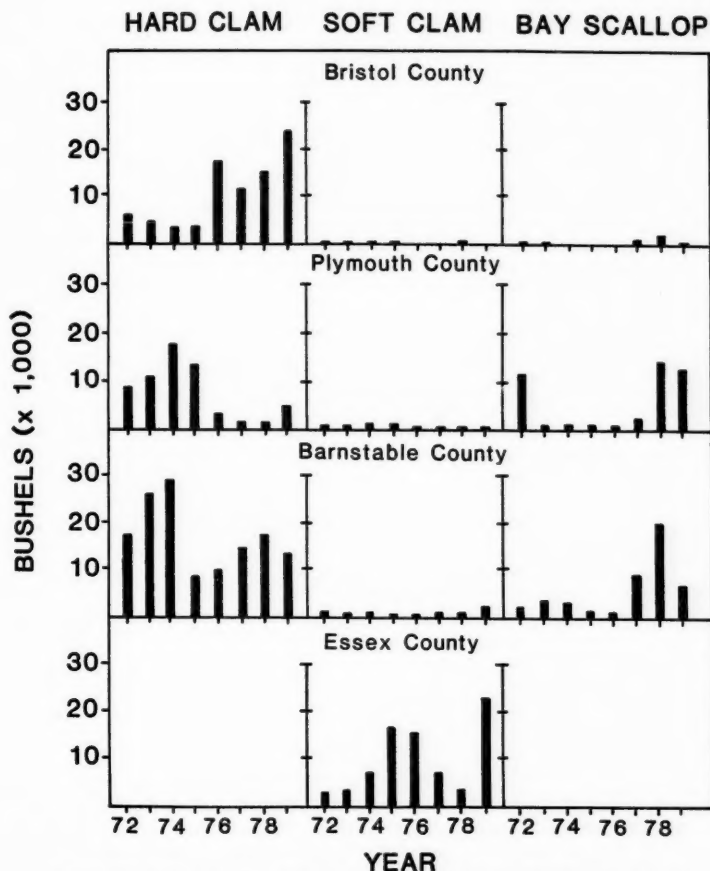 HARD CLAM SOFT CLAM BAY SCALLOP
Bristol County
30
20
10
Plymouth County
30
20
10
Barnstable County
30
20
10
Essex County
30
20
10
BUSHELS (x 1,000)
72 74 76 78 72 74 76 78 72 74 76 78
YEAR